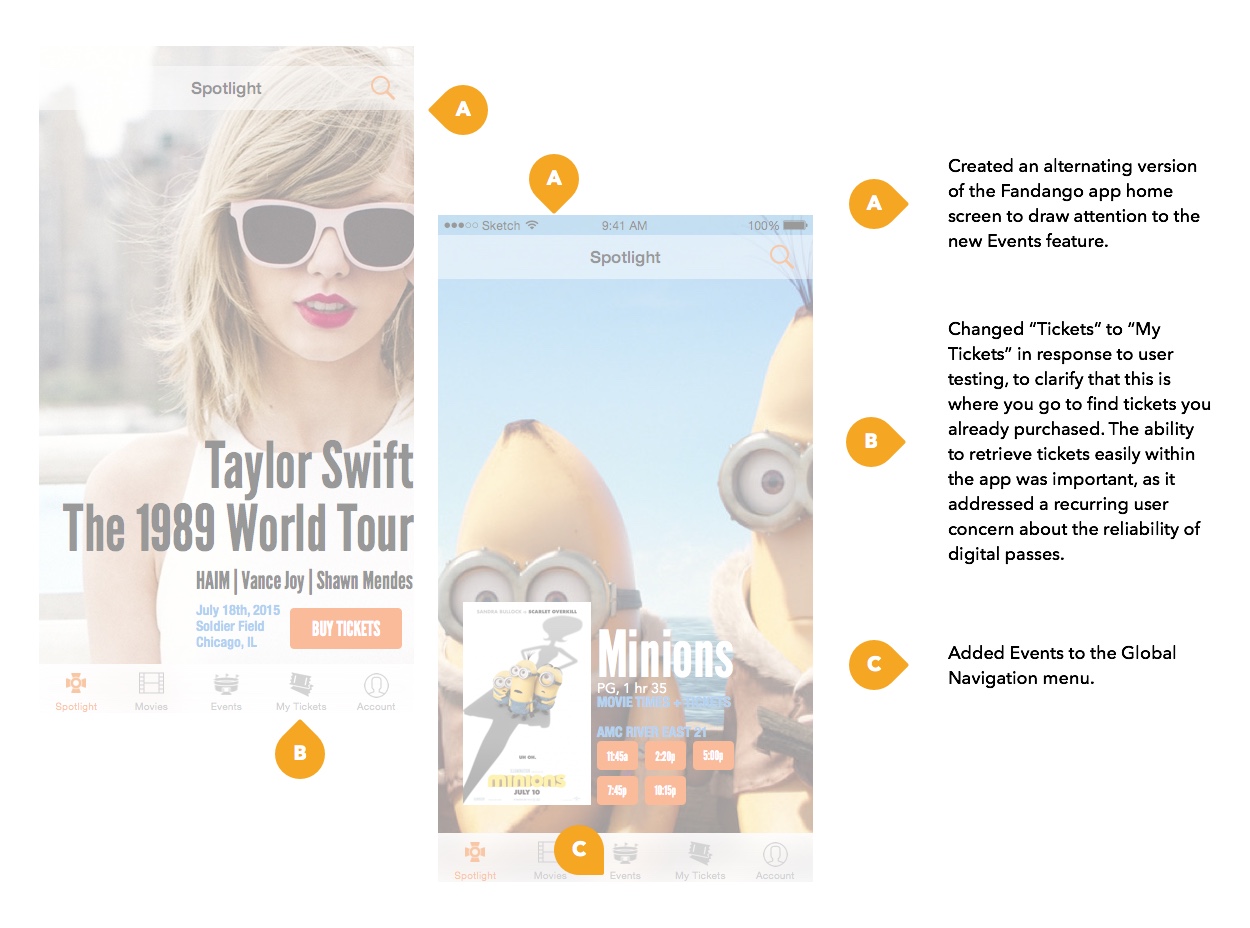 Spotlight
A
Taylor Swift
The 1989 World Tour
HAIM | Vance Joy | Shawn Mendes
July 18th, 2015
Soldier Field
Chicago, IL
BUY TICKETS
Spotlight
Movies
Events
My Tickets
Account
B
A
Sketch
9:41 AM
100%
Spotlight
SANDRA BULLOCK IS SCARLET OVERKILL
UH OH.
minions
JULY 10
Minions
PG, 1 hr 35
MOVIE TIMES + TICKETS
AMC RIVER EAST 21
11:45a
2:20p
5:00p
7:45p
10:15p
C
Spotlight
Movies
Events
My Tickets
Account
A
Created an alternating version
of the Fandango app home
screen to draw attention to the
new Events feature.
B
Changed “Tickets” to “My
Tickets” in response to user
testing, to clarify that this is
where you go to find tickets you
already purchased. The ability
to retrieve tickets easily within
the app was important, as it
addressed a recurring user
concern about the reliability of
digital passes.
C
Added Events to the Global
Navigation menu.